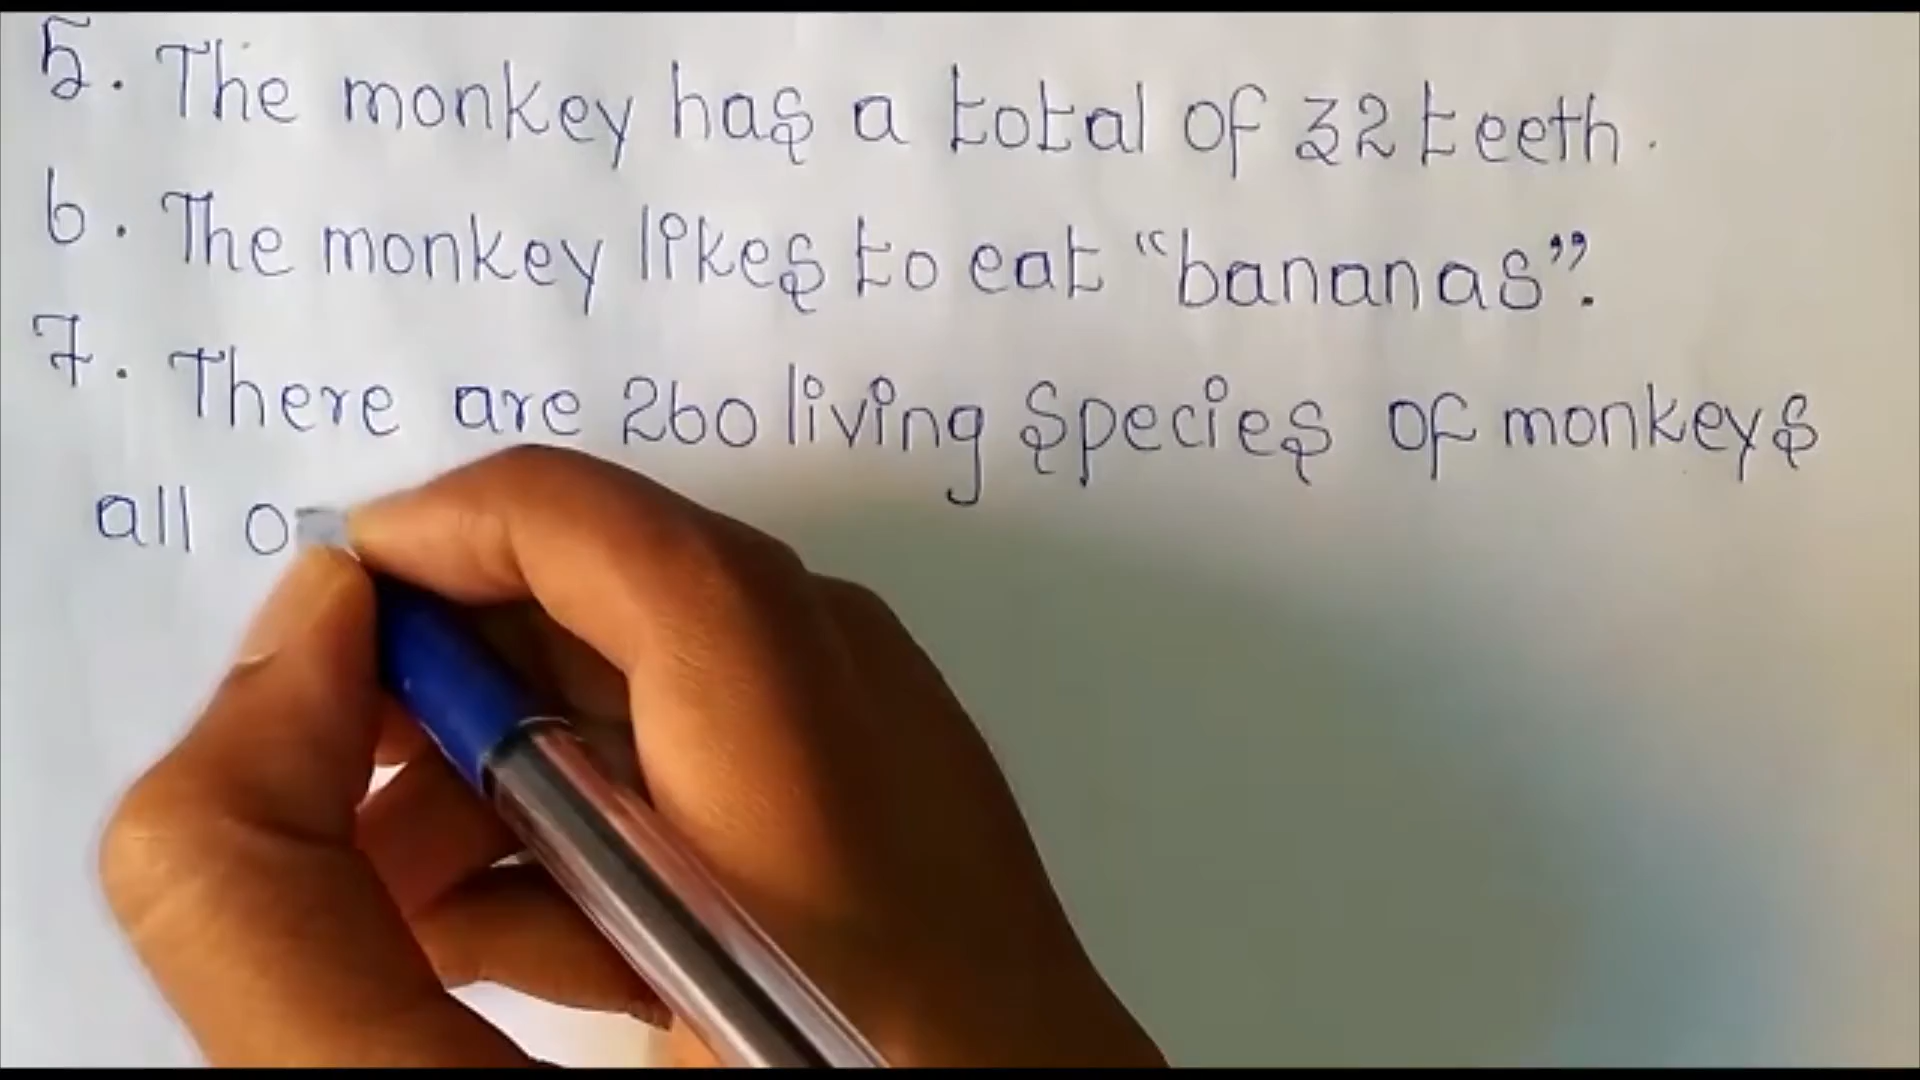 5. The monkey has a total of 32 teeth.
6. The monkey likes to eat “bananas”.
7. There are 260 living species of monkeys
all o